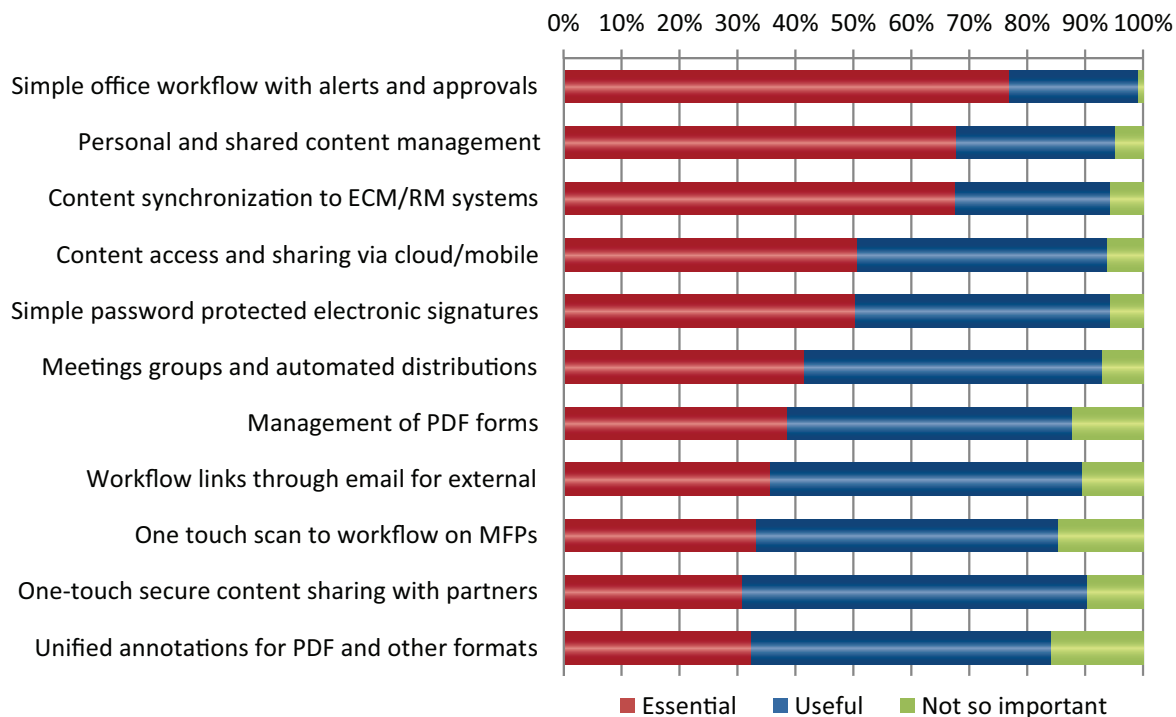 0% 10% 20% 30% 40% 50% 60% 70% 80% 90% 100%
Simple office workflow with alerts and approvals
Personal and shared content management
Content synchronization to ECM/RM systems
Content access and sharing via cloud/mobile
Simple password protected electronic signatures
Meetings groups and automated distributions
Management of PDF forms
Workflow links through email for external
One touch scan to workflow on MFPs
One-touch secure content sharing with partners
Unified annotations for PDF and other formats
Essential Useful Not so important